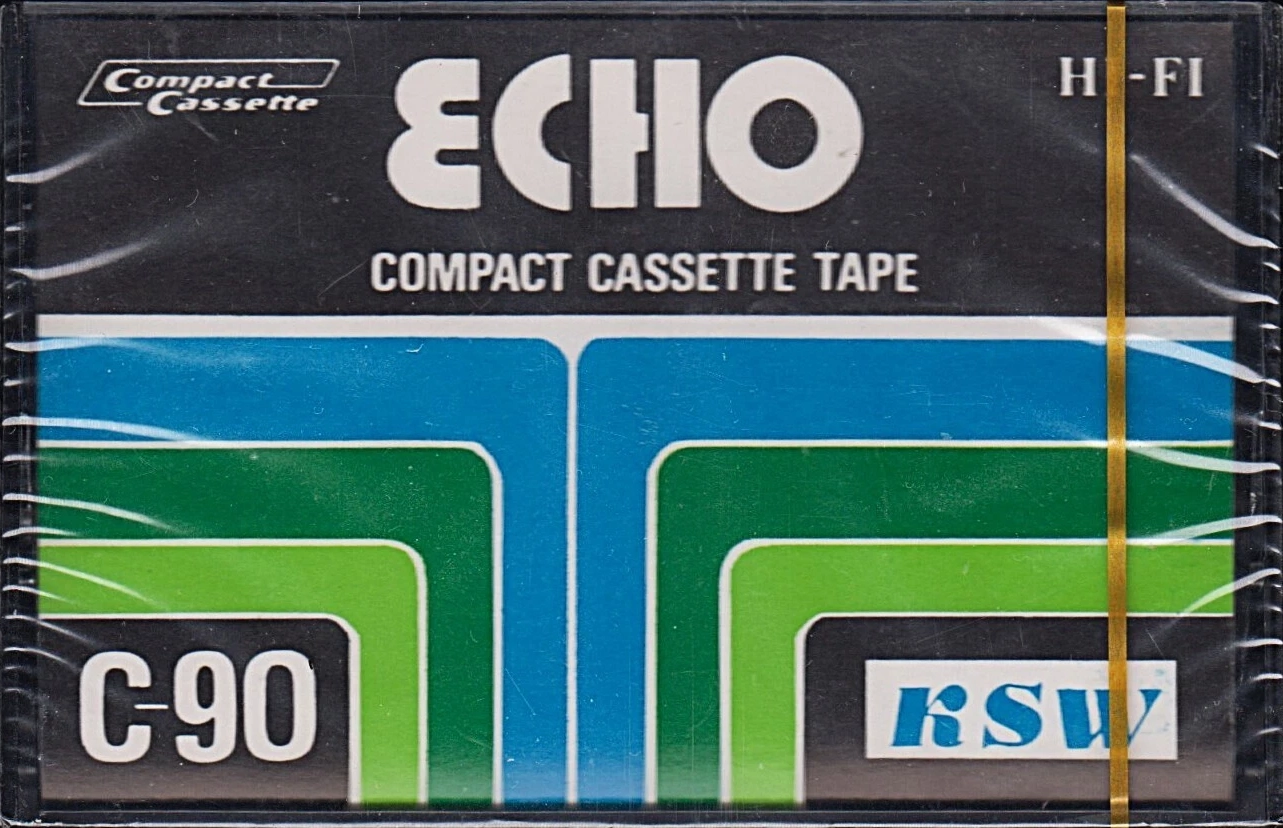 Compact
Cassette
ECHO
HI-FI
COMPACT CASSETTE TAPE
C-90
KSW